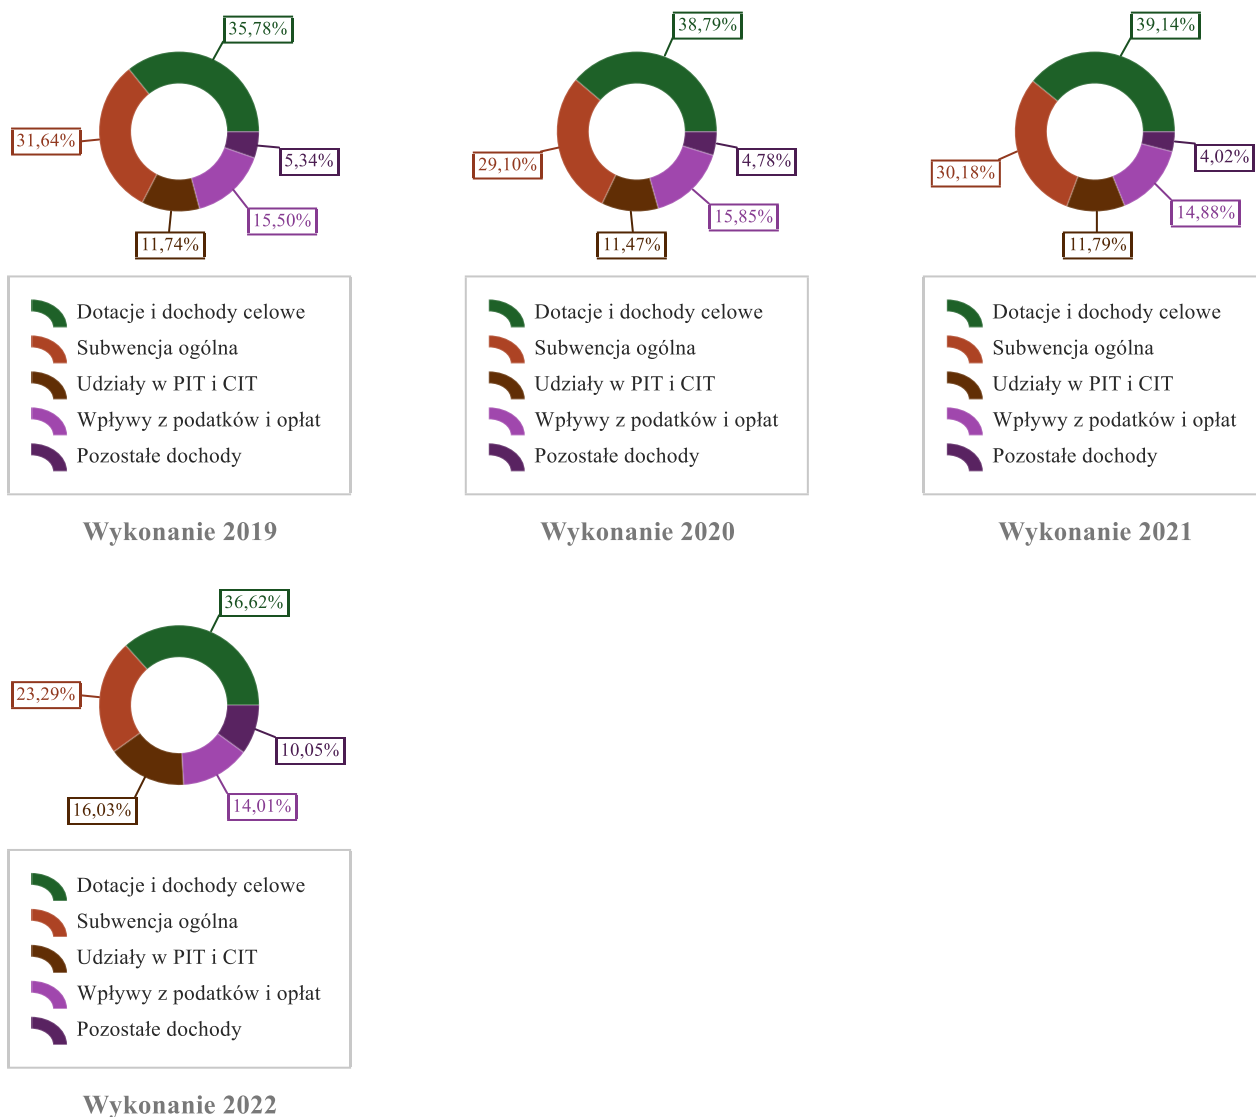 35,78%
31,64%
5,34%
15,50%
11,74%
Dotacje i dochody celowe
Subwencja ogólna
Udziały w PIT i CIT
Wpływy z podatków i opłat
Pozostałe dochody
Wykonanie 2019
38,79%
29,10%
4,78%
15,85%
11,47%
Dotacje i dochody celowe
Subwencja ogólna
Udziały w PIT i CIT
Wpływy z podatków i opłat
Pozostałe dochody
Wykonanie 2020
39,14%
30,18%
4,02%
14,88%
11,79%
Dotacje i dochody celowe
Subwencja ogólna
Udziały w PIT i CIT
Wpływy z podatków i opłat
Pozostałe dochody
Wykonanie 2021
36,62%
23,29%
10,05%
14,01%
16,03%
Dotacje i dochody celowe
Subwencja ogólna
Udziały w PIT i CIT
Wpływy z podatków i opłat
Pozostałe dochody
Wykonanie 2022